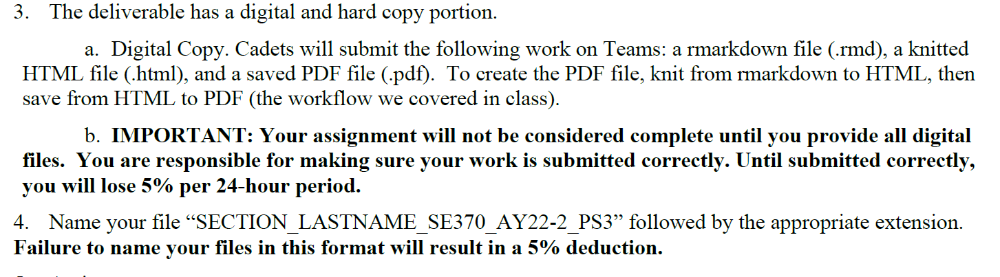 3. The deliverable has a digital and hard copy portion.
a. Digital Copy. Cadets will submit the following work on Teams: a rmarkdown file (.rmd), a knitted
HTML file (.html), and a saved PDF file (.pdf). To create the PDF file, knit from rmarkdown to HTML, then
save from HTML to PDF (the workflow we covered in class).
b. IMPORTANT: Your assignment will not be considered complete until you provide all digital
files. You are responsible for making sure your work is submitted correctly. Until submitted correctly,
you will lose 5% per 24-hour period.
4. Name your file “SECTION_LASTNAME_SE370_AY22-2_PS3” followed by the appropriate extension.
Failure to name your files in this format will result in a 5% deduction.